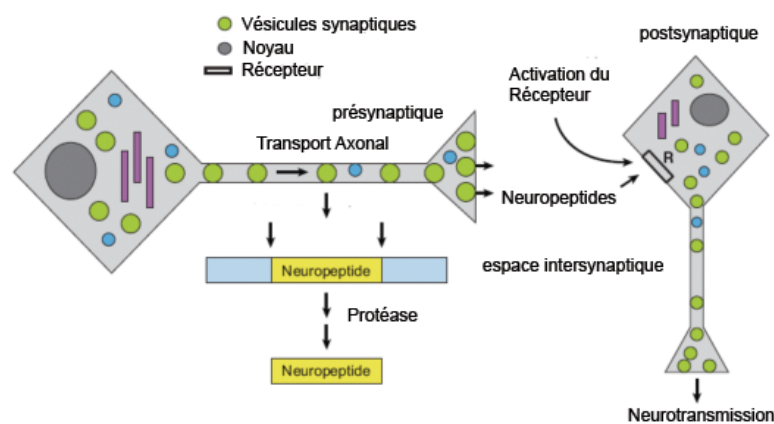 Vésicules synaptiques
Noyau
Récepteur
postsynaptique
Activation du
Récepteur
présynaptique
Transport Axonal
R
Neuropeptides
espace intersynaptique
Neuropeptide
Protéase
Neuropeptide
Neurotransmission